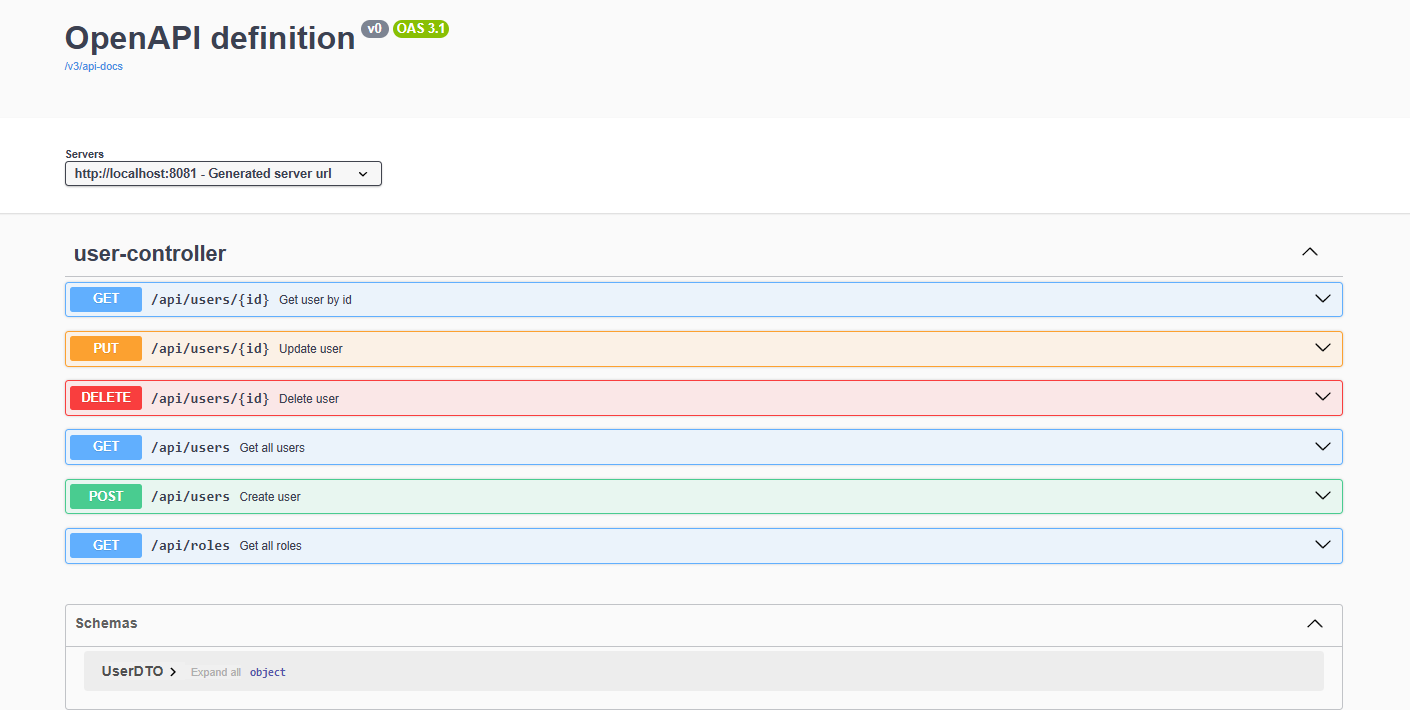 OpenAPI definition v0 OAS 3.1
/v3/api-docs
Servers
http://localhost:8081 - Generated server url
user-controller
GET /api/users/{id} Get user by id
PUT /api/users/{id} Update user
DELETE /api/users/{id} Delete user
GET /api/users Get all users
POST /api/users Create user
GET /api/roles Get all roles
Schemas
UserDTO Expand all object